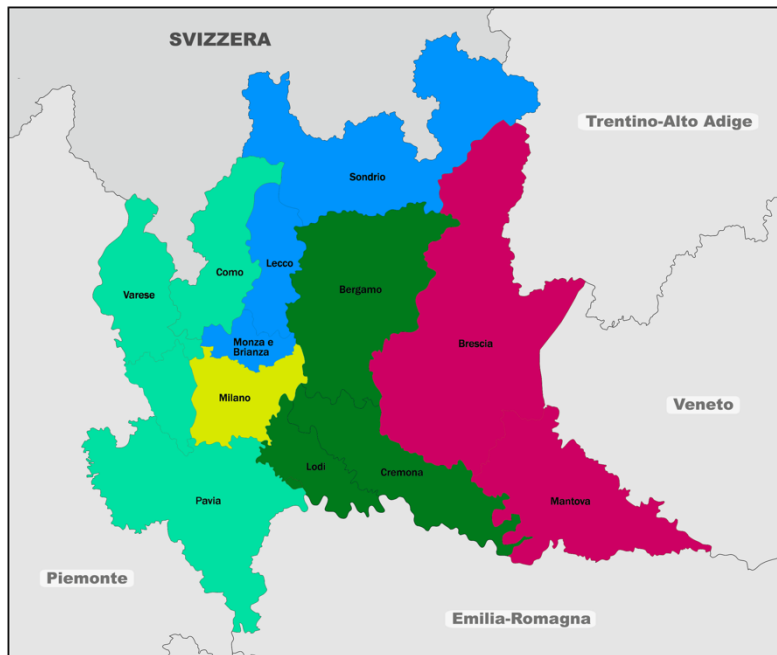 SVIZZERA
Trentino-Alto Adige
Sondrio
Lecco
Como
Bergamo
Varese
Monza e
Brianza
Brescia
Milano
Veneto
Lodi
Cremona
Pavia
Mantova
Piemonte
Emilia-Romagna